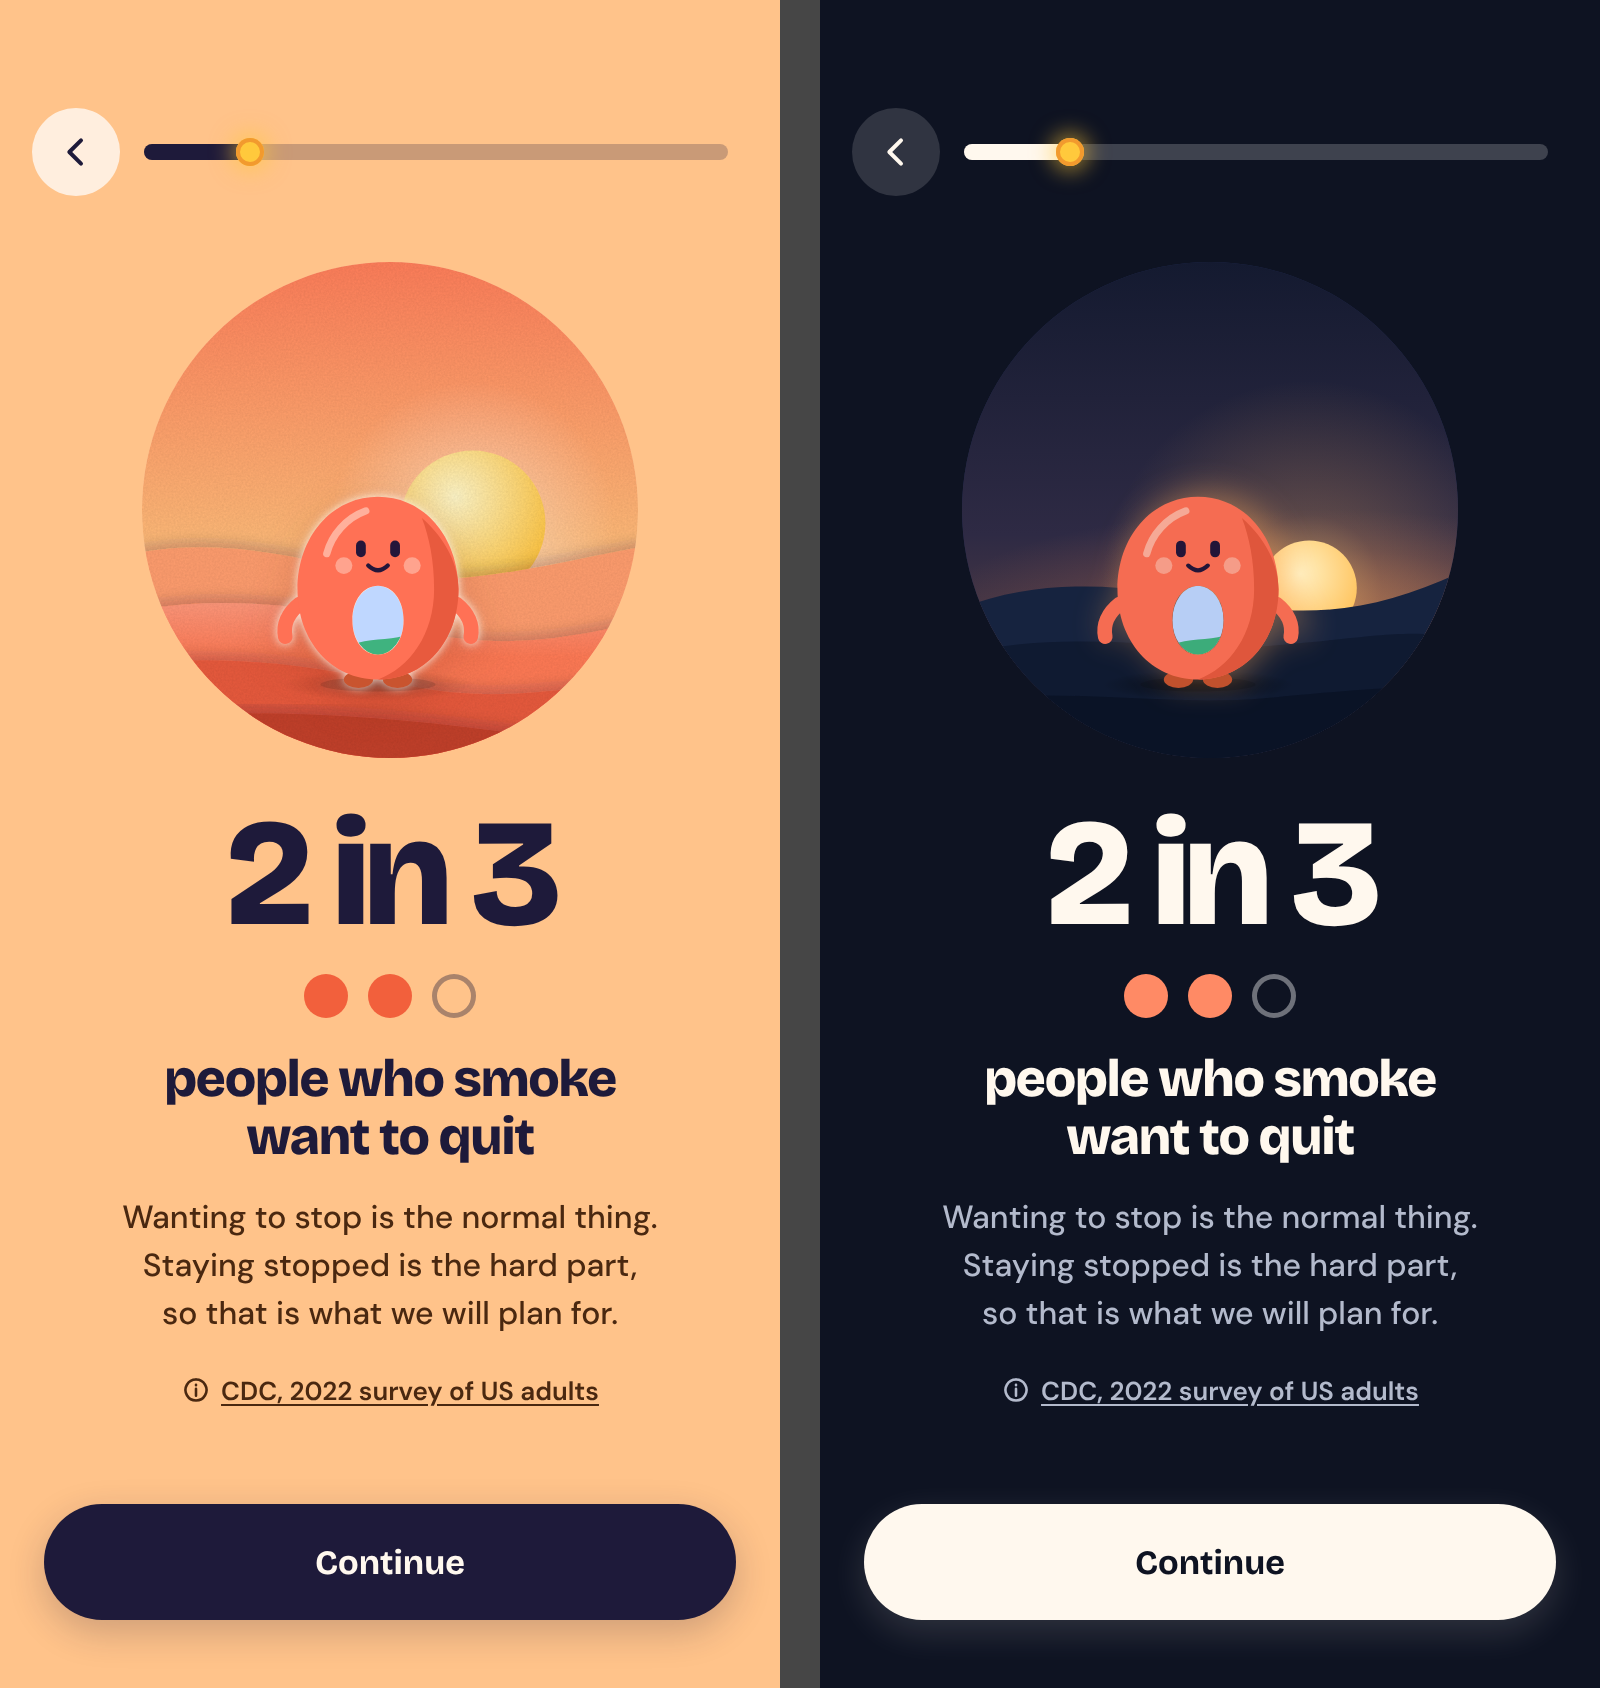 2 in 3
people who smoke
want to quit
Wanting to stop is the normal thing.
Staying stopped is the hard part,
so that is what we will plan for.
CDC, 2022 survey of US adults
Continue
2 in 3
people who smoke
want to quit
Wanting to stop is the normal thing.
Staying stopped is the hard part,
so that is what we will plan for.
CDC, 2022 survey of US adults
Continue